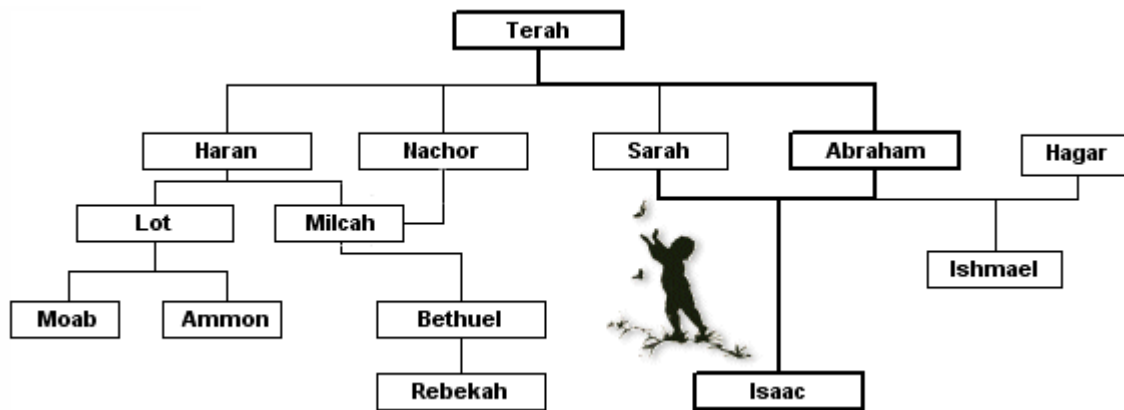 Terah
Haran
Nachor
Sarah
Abraham
Hagar
Lot
Milcah
Ishmael
Moab
Ammon
Bethuel
Rebekah
Isaac